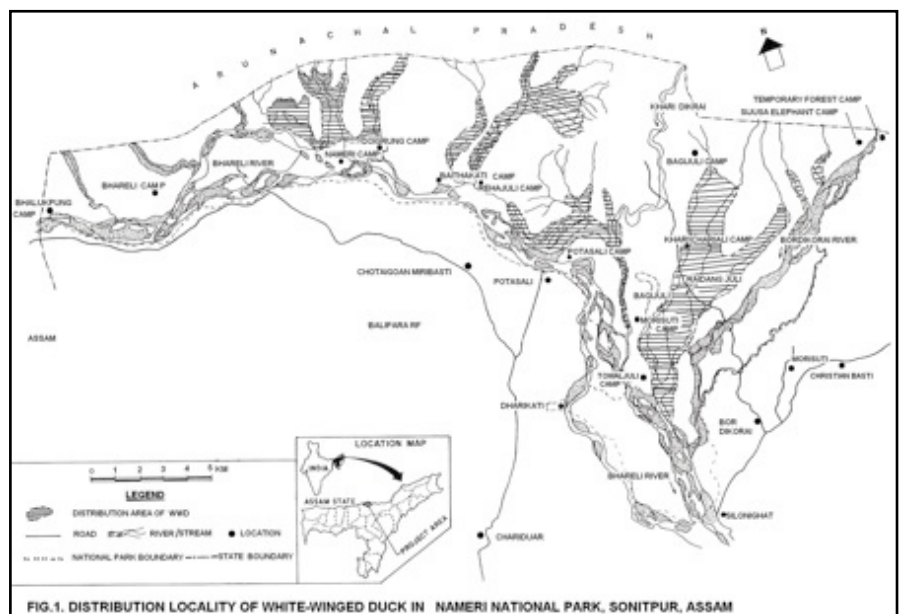 ARUNACHAL PRADESH
N
TEMPORARY FOREST CAMP
SIJUSA ELEPHANT CAMP
KHARI DIKRAI
BAGIJULI CAMP
NAMERI CAMP
BHARELI RIVER
BHARELI CAMP
BHALUKPUNG
CAMP
BAITHAKATI CAMP
POTASALI CAMP
BORDIKORAI RIVER
CHOTAIGOAN MIRIBASTI
POTASALI
BALIPARA RF
ASSAM
BAGIJULI
MORISUTI
CAMP
MORISUTI
CHRISTIAN BASTI
CAMP
DHARIKATI
BOR
DIKORAI
BHARELI RIVER
SILONIGHAT
CHARIDUAR
LOCATION MAP
INDIA
ASSAM STATE
PROJECT AREA
0 1 2 3 4 5 KM
LEGEND
DISTRIBUTION AREA OF WWD
ROAD RIVER/STREAM LOCATION
NATIONAL PARK BOUNDARY STATE BOUNDARY
FIG.1. DISTRIBUTION LOCALITY OF WHITE-WINGED DUCK IN NAMERI NATIONAL PARK, SONITPUR, ASSAM